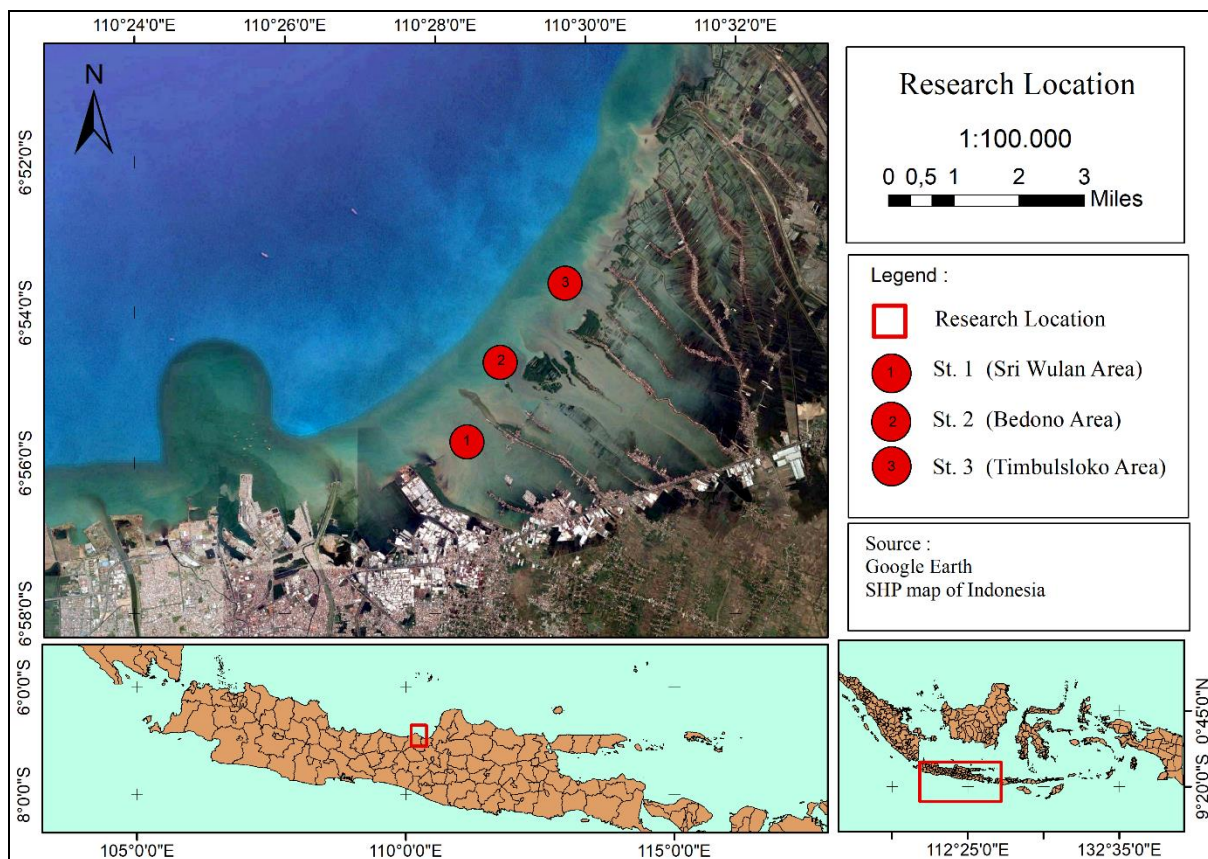 110°24'0"E 110°26'0"E 110°28'0"E 110°30'0"E 110°32'0"E
N
6°52'0"S
6°54'0"S
6°56'0"S
6°58'0"S
1
2
3
Research Location
1:100.000
0 0,5 1 2 3
Miles
Legend :
Research Location
1 St. 1 (Sri Wulan Area)
2 St. 2 (Bedono Area)
3 St. 3 (Timbulsloko Area)
Source :
Google Earth
SHP map of Indonesia
6°0'0"S
8°0'0"S
105°0'0"E 110°0'0"E 115°0'0"E
0°45'0"N
9°20'0"S
112°25'0"E 132°35'0"E